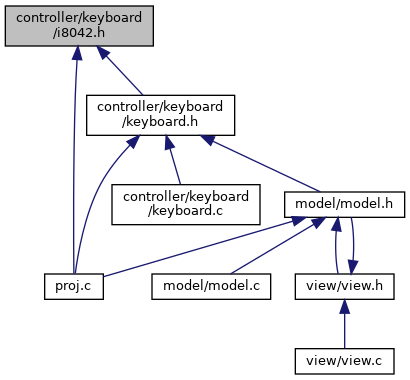 controller/keyboard
/i8042.h
controller/keyboard
/keyboard.h
controller/keyboard
/keyboard.c
model/model.h
proj.c
model/model.c
view/view.h
view/view.c